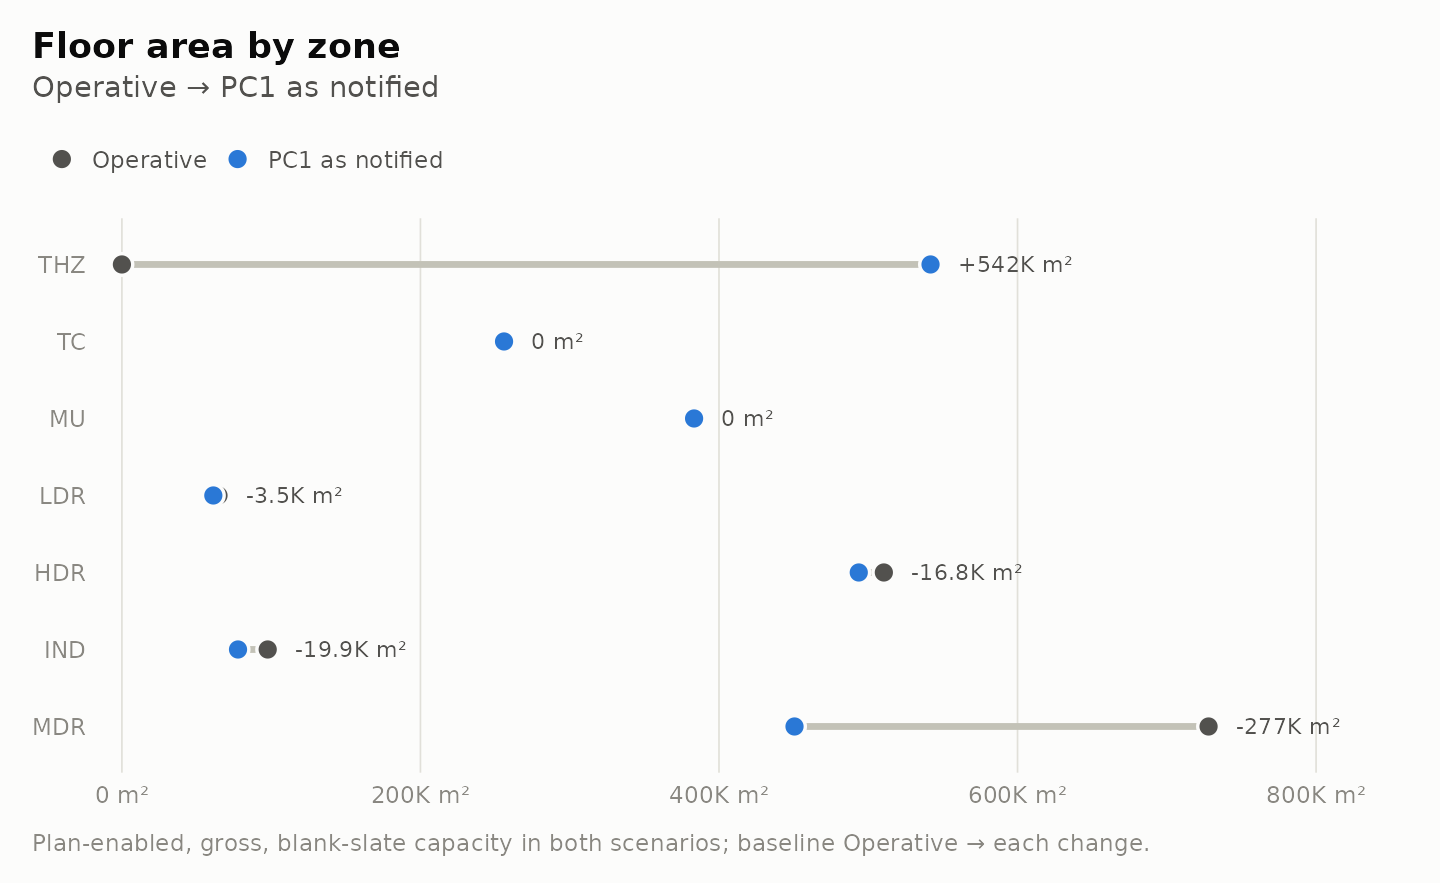 Floor area by zone
Operative → PC1 as notified
Operative PC1 as notified
THZ +542K m²
TC 0 m²
MU 0 m²
LDR -3.5K m²
HDR -16.8K m²
IND -19.9K m²
MDR -277K m²
0 m² 200K m² 400K m² 600K m² 800K m²
Plan-enabled, gross, blank-slate capacity in both scenarios; baseline Operative → each change.